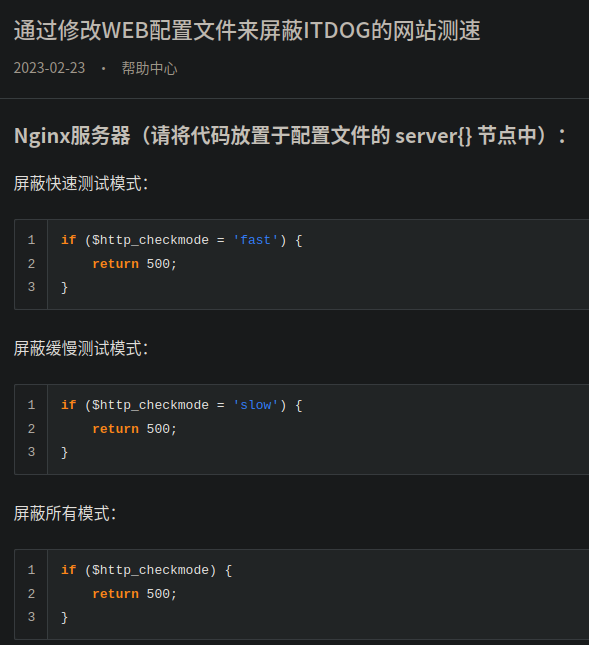 通过修改WEB配置文件来屏蔽ITDOG的网站测速
2023-02-23 • 帮助中心
Nginx服务器（请将代码放置于配置文件的 server{} 节点中）：
屏蔽快速测试模式：
1 if ($http_checkmode = 'fast') {
2 return 500;
3 }
屏蔽缓慢测试模式：
1 if ($http_checkmode = 'slow') {
2 return 500;
3 }
屏蔽所有模式：
1 if ($http_checkmode) {
2 return 500;
3 }